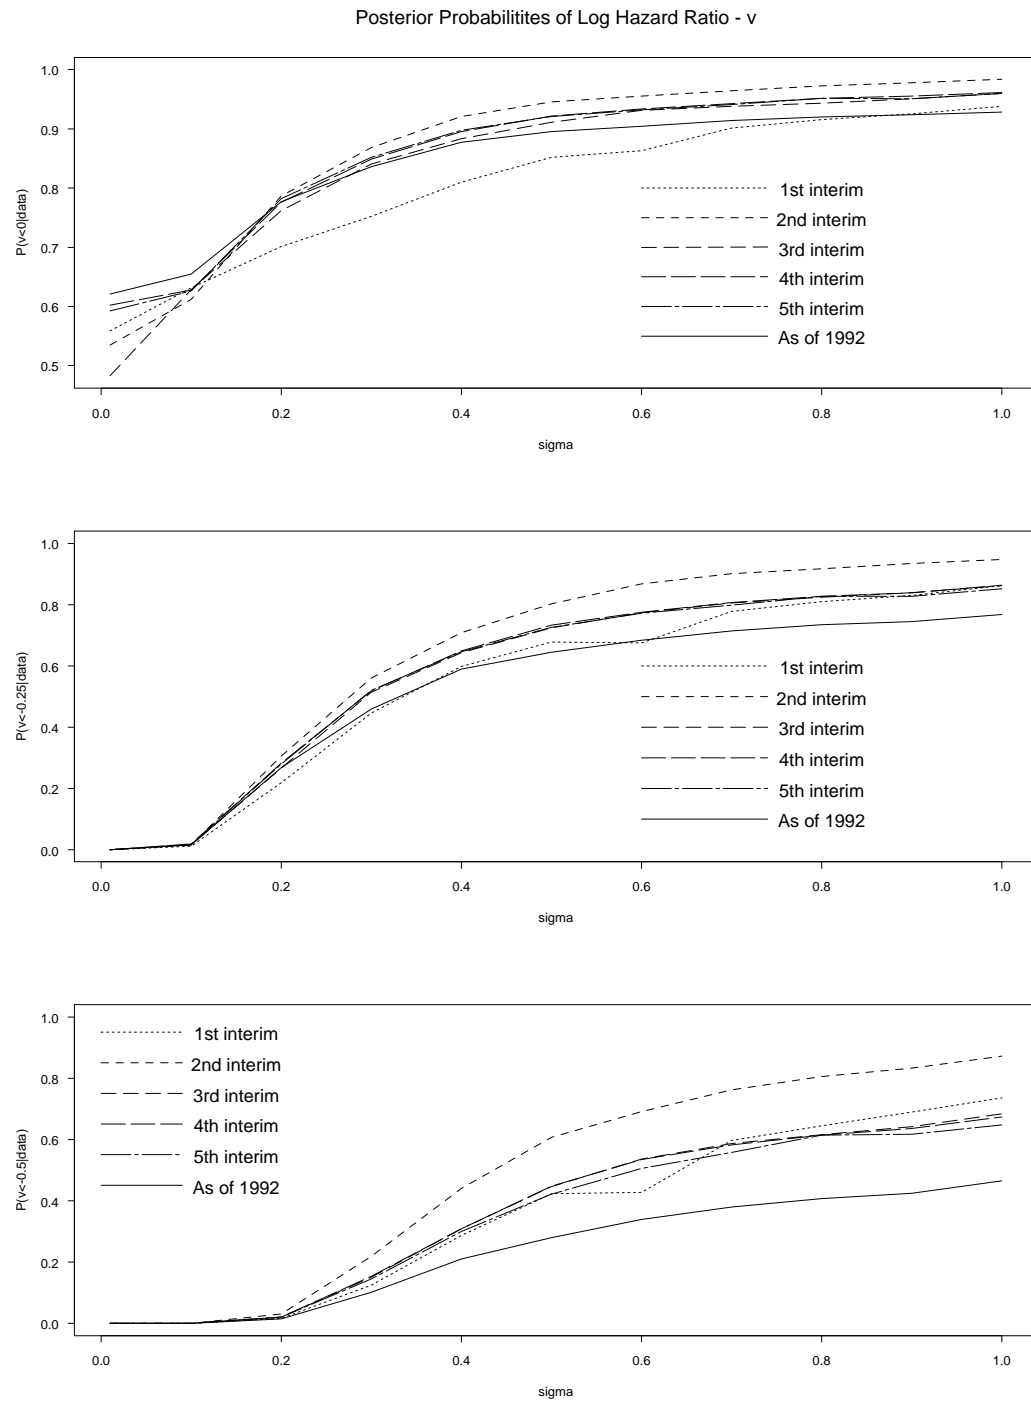 Posterior Probabilitites of Log Hazard Ratio - v
P(v<0|data)
1.0
0.9
0.8
0.7
0.6
0.5
1st interim
2nd interim
3rd interim
4th interim
5th interim
As of 1992
0.0 0.2 0.4 0.6 0.8 1.0
sigma
P(v<-0.25|data)
1.0
0.8
0.6
0.4
0.2
0.0
1st interim
2nd interim
3rd interim
4th interim
5th interim
As of 1992
0.0 0.2 0.4 0.6 0.8 1.0
sigma
P(v<-0.5|data)
1.0
0.8
0.6
0.4
0.2
0.0
1st interim
2nd interim
3rd interim
4th interim
5th interim
As of 1992
0.0 0.2 0.4 0.6 0.8 1.0
sigma